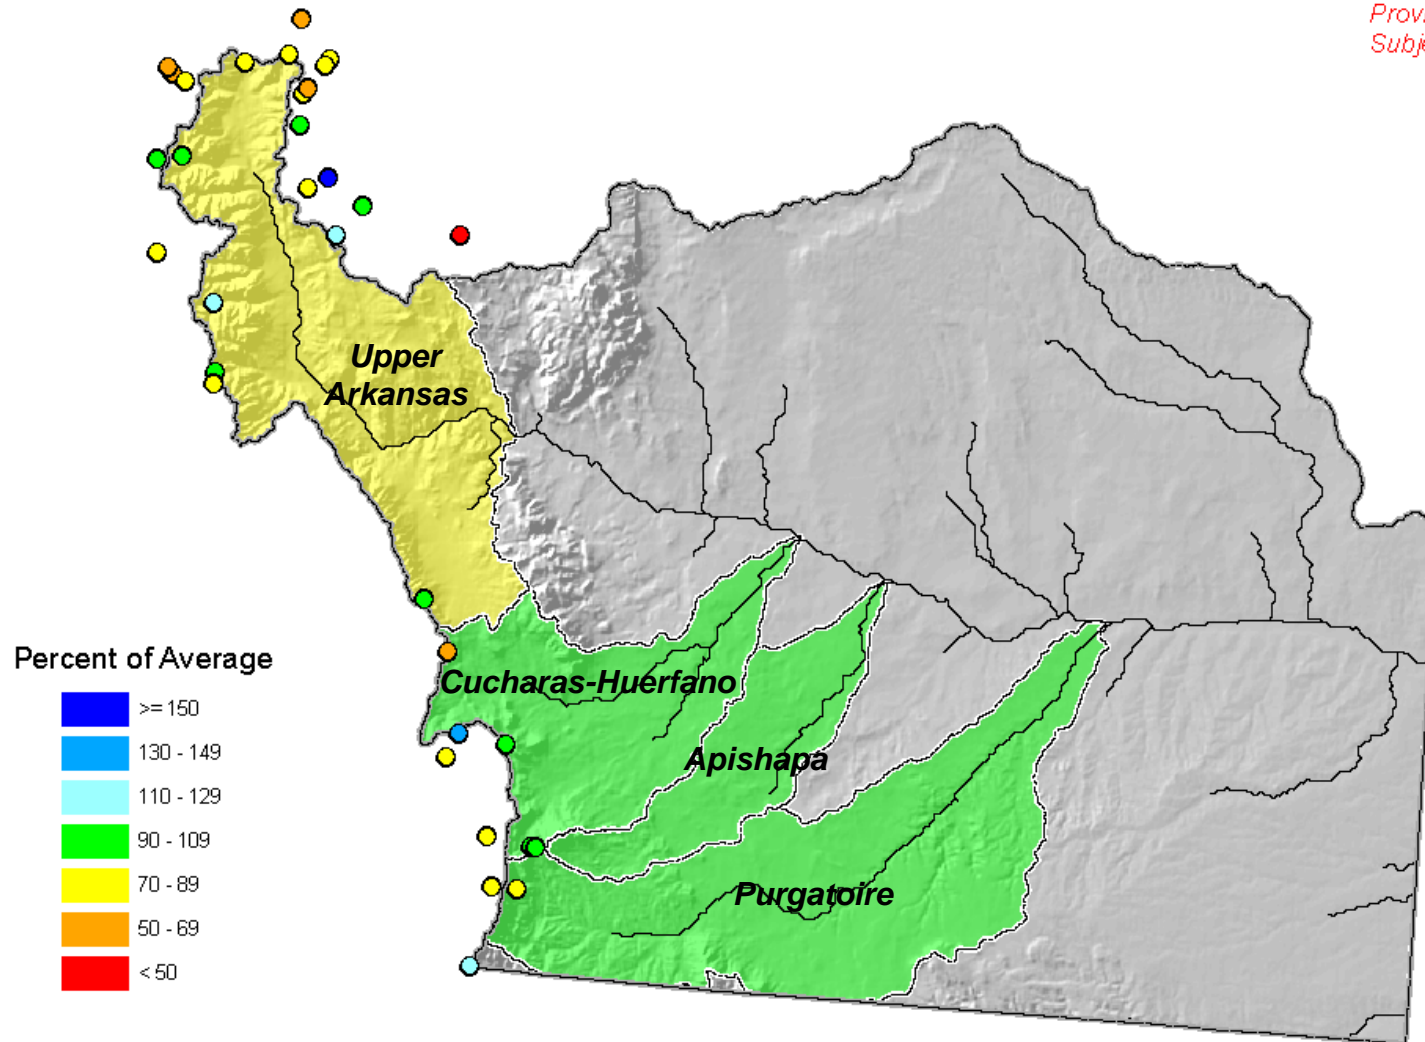 Upper
Arkansas
Cucharas-Huerfano
Apishapa
Purgatoire
Percent of Average
>= 150
130 - 149
110 - 129
90 - 109
70 - 89
50 - 69
< 50